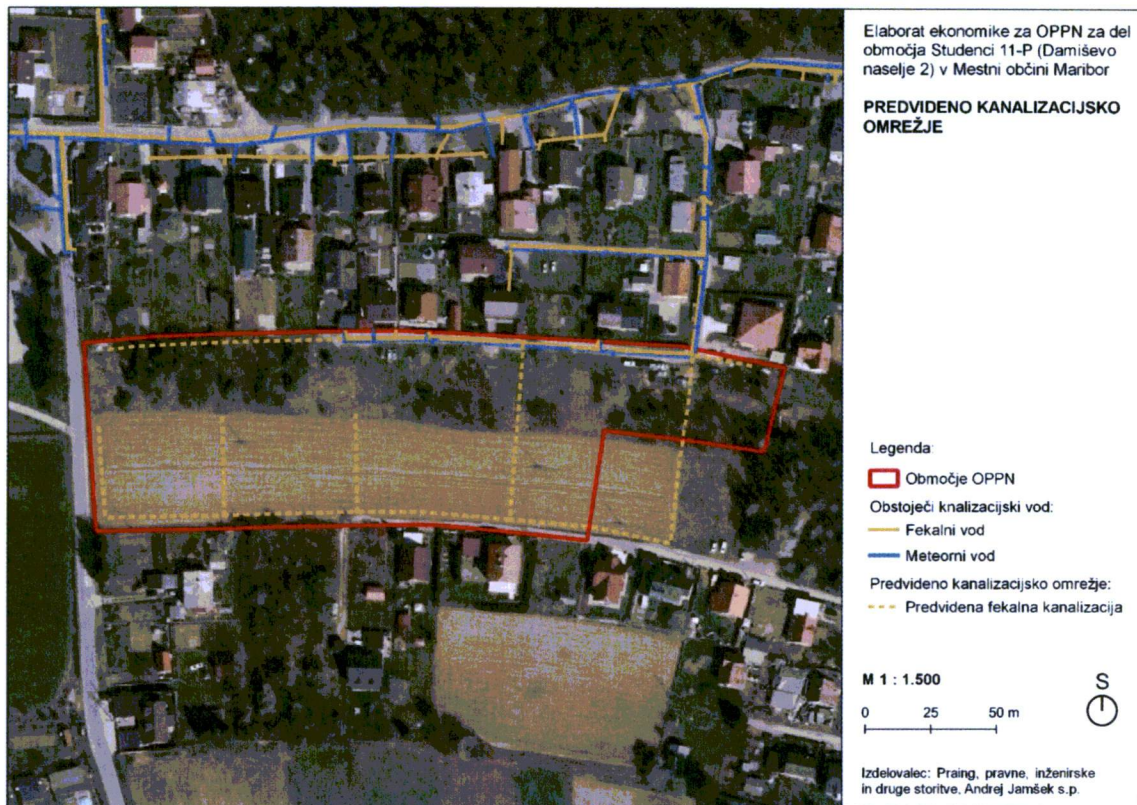 Elaborat ekonomike za OPPN za del
območja Studenci 11-P (Damiševo
naselje 2) v Mestni občini Maribor
PREDVIDENO KANALIZACIJSKO
OMREŽJE
Legenda:
Območje OPPN
Obstoječi knalizacijski vod:
Fekalni vod
Meteorni vod
Predvideno kanalizacijsko omrežje:
Predvidena fekalna kanalizacija
M 1 : 1.500
S
0 25 50 m
Izdelovalec: Praing, pravne, inženirske
in druge storitve, Andrej Jamšek s.p.